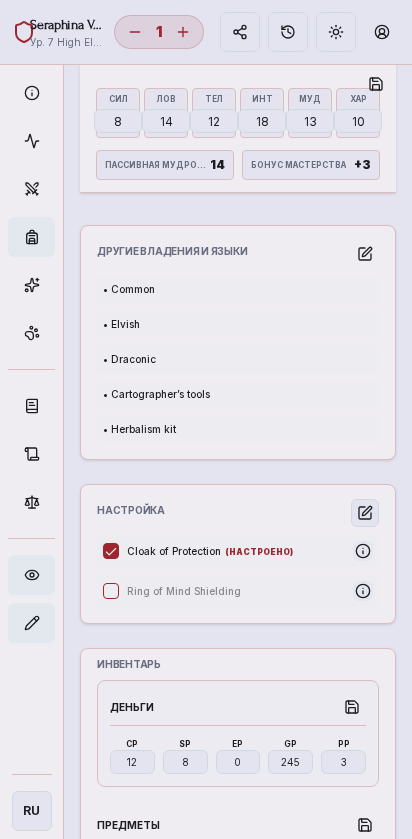 Seraphina V...
Ур. 7 High El...
1
СИЛ ЛОВ ТЕЛ ИНТ МУД ХАР
8 14 12 18 13 10
ПАССИВНАЯ МУДРО... 14 БОНУС МАСТЕРСТВА +3
ДРУГИЕ ВЛАДЕНИЯ И ЯЗЫКИ
• Common
• Elvish
• Draconic
• Cartographer's tools
• Herbalism kit
НАСТРОЙКА
Cloak of Protection (НАСТРОЕНО)
Ring of Mind Shielding
ИНВЕНТАРЬ
ДЕНЬГИ
CP SP EP GP PP
12 8 0 245 3
ПРЕДМЕТЫ
RU